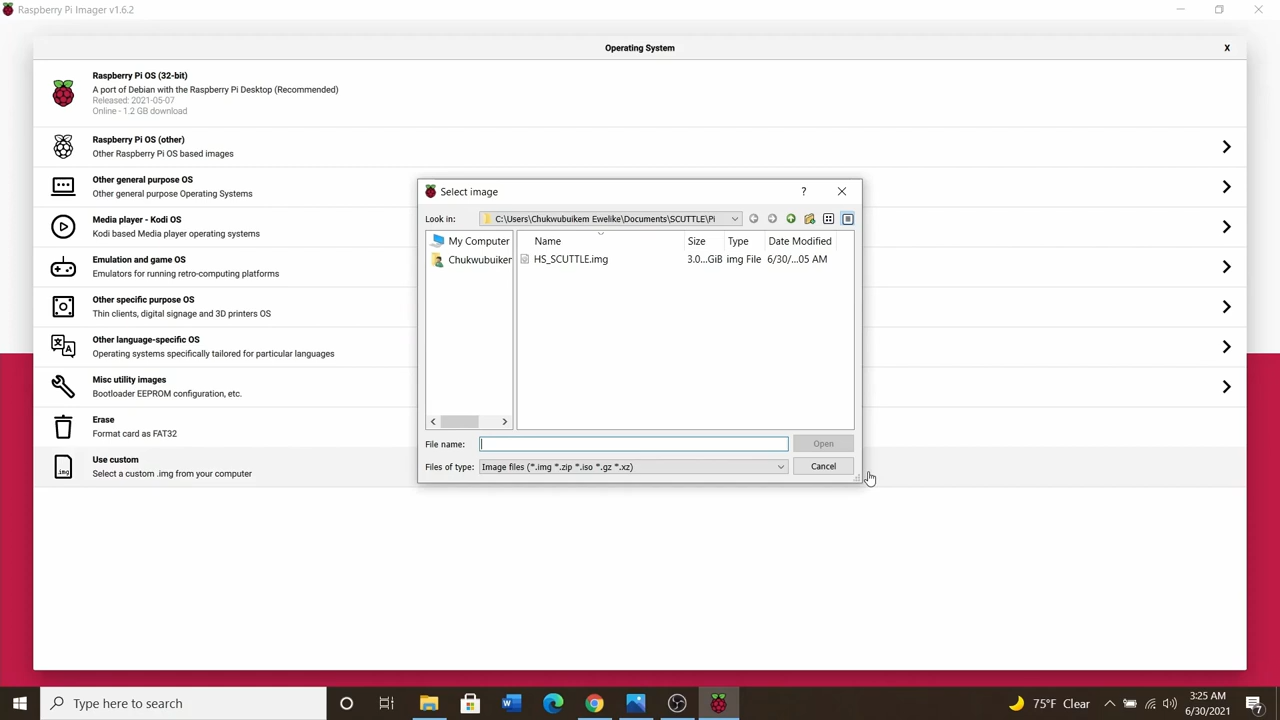 Raspberry Pi Imager v1.6.2
Operating System
X
Raspberry Pi OS (32-bit)
A port of Debian with the Raspberry Pi Desktop (Recommended)
Released: 2021-05-07
Online - 1.2 GB download
Raspberry Pi OS (other)
Other Raspberry Pi OS based images
Other general purpose OS
Other general purpose Operating Systems
Media player - Kodi OS
Kodi based Media player operating systems
Emulation and game OS
Emulators for running retro-computing platforms
Other specific purpose OS
Thin clients, digital signage and 3D printers OS
Other language-specific OS
Operating systems specifically tailored for particular languages
Misc utility images
Bootloader EEPROM configuration, etc.
Erase
Format card as FAT32
.img
Use custom
Select a custom .img from your computer
Select image
?
Look in:
C:\Users\Chukwubuikem Ewelike\Documents\SCUTTLE\Pi
My Computer
Chukwubuiker
Name Size Type Date Modified
HS_SCUTTLE.img 3.0...GiB img File 6/30/...05 AM
File name:
Open
Files of type: Image files (*.img *.zip *.iso *.gz *.xz)
Cancel
Type here to search
75°F Clear
3:25 AM
6/30/2021
7